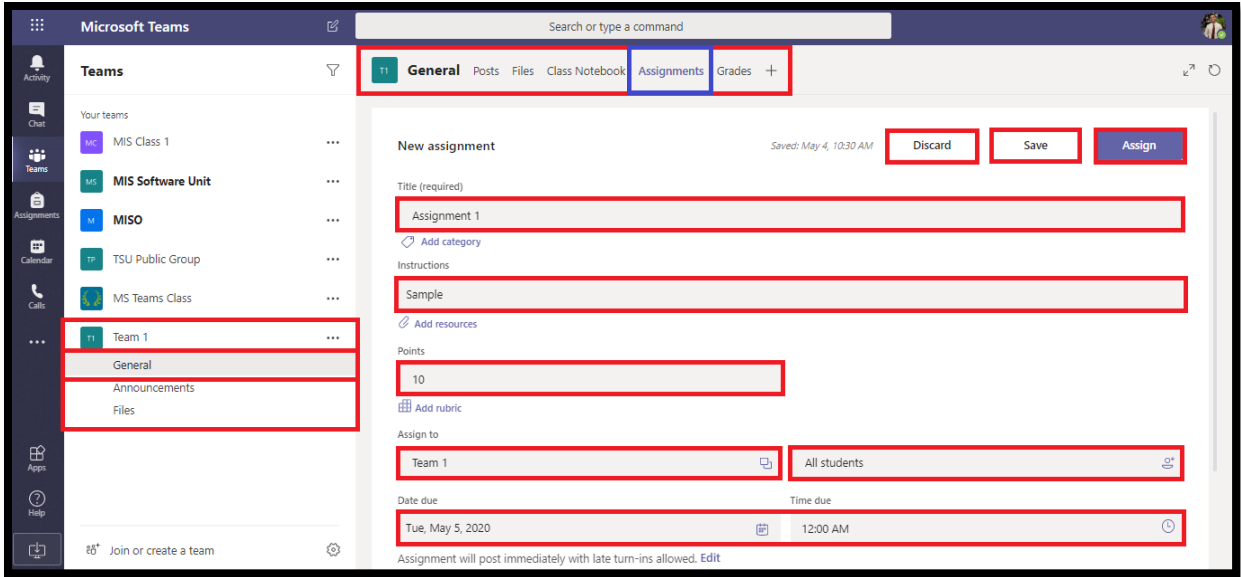 Microsoft Teams
Search or type a command
Activity
Chat
Teams
Assignments
Calendar
Calls
Apps
Help
Teams
Your teams
MC MIS Class 1
MS MIS Software Unit
M MISO
TP TSU Public Group
MS Teams Class
T1 Team 1
General
Announcements
Files
Join or create a team
T1 General Posts Files Class Notebook Assignments Grades +
New assignment Saved: May 4, 10:30 AM Discard Save Assign
Title (required)
Assignment 1
Add category
Instructions
Sample
Add resources
Points
10
Add rubric
Assign to
Team 1 All students
Date due Time due
Tue, May 5, 2020 12:00 AM
Assignment will post immediately with late turn-ins allowed. Edit